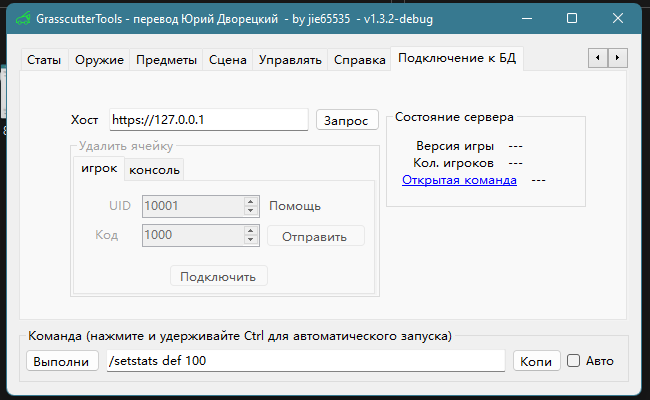 GrasscutterTools - перевод Юрий Дворецкий - by jie65535 - v1.3.2-debug
Статы Оружие Предметы Сцена Управлять Справка Подключение к БД
Хост https://127.0.0.1 Запрос
Состояние сервера
Версия игры ---
Кол. игроков ---
Открытая команда ---
Удалить ячейку
игрок консоль
UID 10001 Помощь
Код 1000 Отправить
Подключить
Команда (нажмите и удерживайте Ctrl для автоматического запуска)
Выполни /setstats def 100 Копи Авто